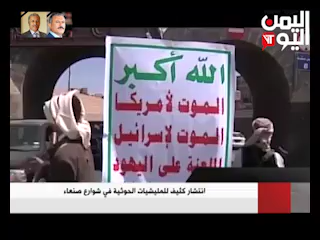 اليمن
اليوم
الله أكبر
الموت لأمريكا
الموت لإسرائيل
اللعنة على اليهود
انتشار كثيف للمليشيات الحوثية في شوارع صنعاء